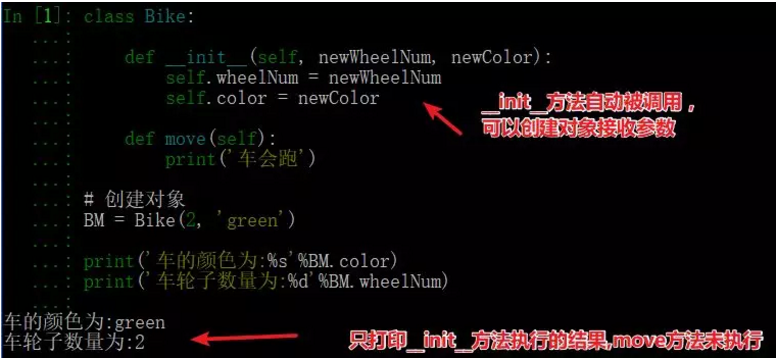 In [1]: class Bike:
   ...:
   ...:     def __init__(self, newWheelNum, newColor):
   ...:         self.wheelNum = newWheelNum
   ...:         self.color = newColor
   ...:
   ...:     def move(self):
   ...:         print('车会跑')
   ...:
   ...: # 创建对象
   ...: BM = Bike(2, 'green')
   ...:
   ...: print('车的颜色为:%s'%BM.color)
   ...: print('车轮子数量为:%d'%BM.wheelNum)
   ...:
车的颜色为:green
车轮子数量为:2
__init__方法自动被调用，
可以创建对象接收参数
只打印__init__方法执行的结果,move方法未执行